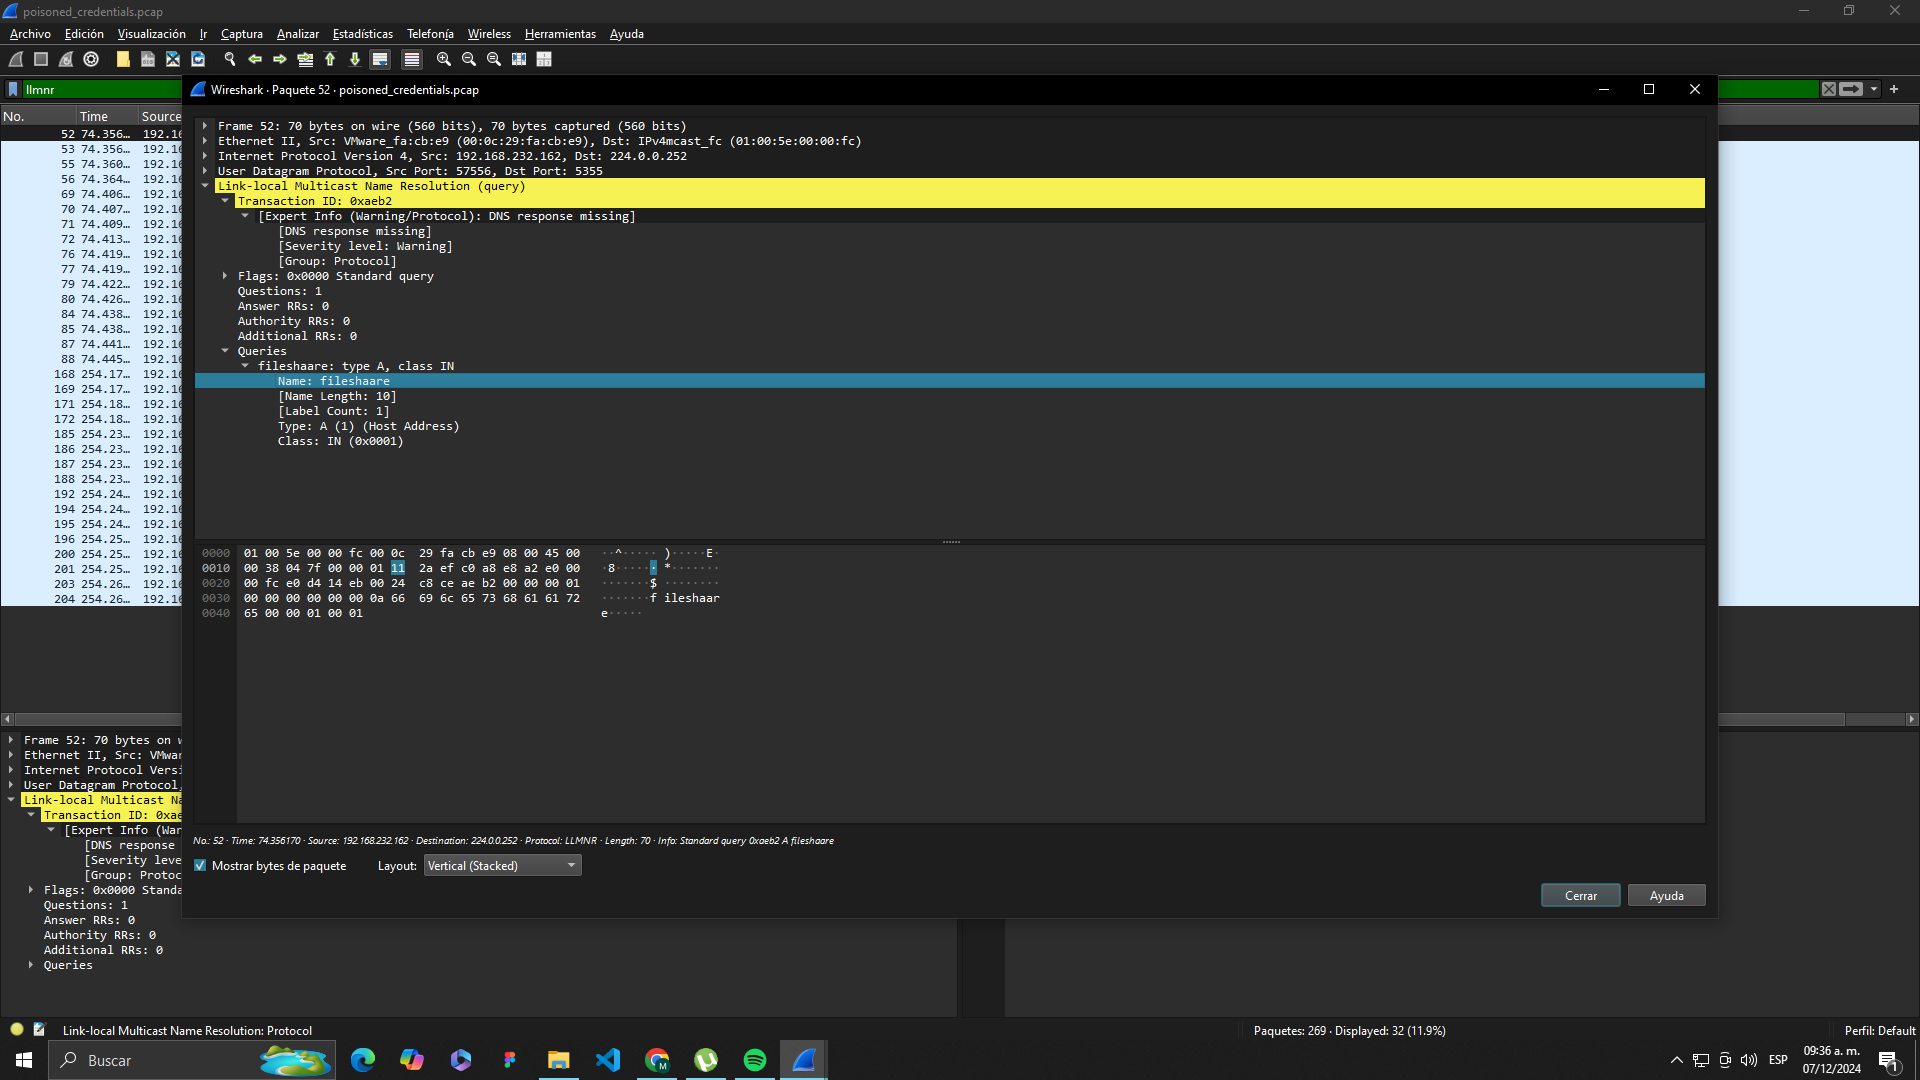 poisoned_credentials.pcap
Archivo Edición Visualización Ir Captura Analizar Estadísticas Telefonía Wireless Herramientas Ayuda
llmnr
Wireshark · Paquete 52 · poisoned_credentials.pcap
No. Time Source
52 74.356… 192.16
53 74.356… 192.16
55 74.360… 192.16
56 74.364… 192.16
69 74.406… 192.16
70 74.407… 192.16
71 74.409… 192.16
72 74.413… 192.16
76 74.419… 192.16
77 74.419… 192.16
79 74.422… 192.16
80 74.426… 192.16
84 74.438… 192.16
85 74.438… 192.16
87 74.441… 192.16
88 74.445… 192.16
168 254.17… 192.16
169 254.17… 192.16
171 254.18… 192.16
172 254.18… 192.16
185 254.23… 192.16
186 254.23… 192.16
187 254.23… 192.16
188 254.23… 192.16
192 254.24… 192.16
194 254.24… 192.16
195 254.24… 192.16
196 254.25… 192.16
200 254.25… 192.16
201 254.25… 192.16
203 254.26… 192.16
204 254.26… 192.16
Frame 52: 70 bytes on wire (560 bits), 70 bytes captured (560 bits)
Ethernet II, Src: VMware_fa:cb:e9 (00:0c:29:fa:cb:e9), Dst: IPv4mcast_fc (01:00:5e:00:00:fc)
Internet Protocol Version 4, Src: 192.168.232.162, Dst: 224.0.0.252
User Datagram Protocol, Src Port: 57556, Dst Port: 5355
Link-local Multicast Name Resolution (query)
Transaction ID: 0xaeb2
[Expert Info (Warning/Protocol): DNS response missing]
[DNS response missing]
[Severity level: Warning]
[Group: Protocol]
Flags: 0x0000 Standard query
Questions: 1
Answer RRs: 0
Authority RRs: 0
Additional RRs: 0
Queries
fileshaare: type A, class IN
Name: fileshaare
[Name Length: 10]
[Label Count: 1]
Type: A (1) (Host Address)
Class: IN (0x0001)
0000 01 00 5e 00 00 fc 00 0c 29 fa cb e9 08 00 45 00 ··^····· )·····E·
0010 00 38 04 7f 00 00 01 11 2a ef c0 a8 e8 a2 e0 00 ·8······ *·······
0020 00 fc e0 d4 14 eb 00 24 c8 ce ae b2 00 00 00 01 ·······$ ········
0030 00 00 00 00 00 00 0a 66 69 6c 65 73 68 61 61 72 ·······f ileshaar
0040 65 00 00 01 00 01 e·····
No.: 52 · Time: 74.356170 · Source: 192.168.232.162 · Destination: 224.0.0.252 · Protocol: LLMNR · Length: 70 · Info: Standard query 0xaeb2 A fileshaare
Mostrar bytes de paquete Layout: Vertical (Stacked)
Cerrar Ayuda
Frame 52: 70 bytes on w
Ethernet II, Src: VMwar
Internet Protocol Versi
User Datagram Protocol,
Link-local Multicast Na
Transaction ID: 0xae
[Expert Info (War
[DNS response
[Severity leve
[Group: Protoc
Flags: 0x0000 Standa
Questions: 1
Answer RRs: 0
Authority RRs: 0
Additional RRs: 0
Queries
Link-local Multicast Name Resolution: Protocol
Paquetes: 269 · Displayed: 32 (11.9%)
Perfil: Default
Buscar
M
ESP
09:36 a. m.
07/12/2024
1